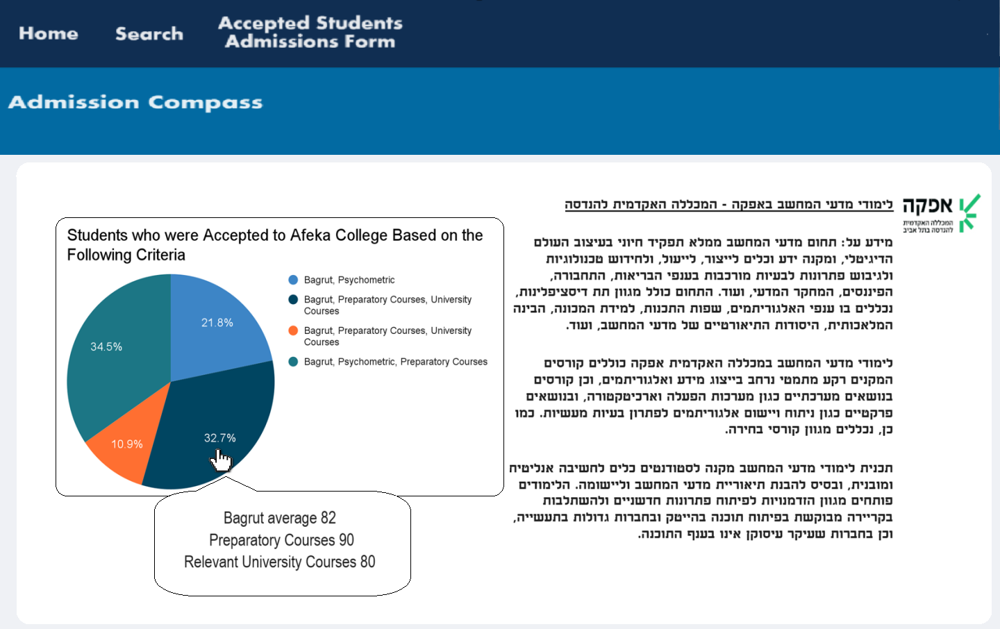 Home
Search
Accepted Students
Admissions Form
Admission Compass
Students who were Accepted to Afeka College Based on the
Following Criteria
21.8%
34.5%
32.7%
10.9%
Bagrut, Psychometric
Bagrut, Preparatory Courses, University
Courses
Bagrut, Preparatory Courses, University
Courses
Bagrut, Psychometric, Preparatory Courses
Bagrut average 82
Preparatory Courses 90
Relevant University Courses 80
אפקה
המכללה האקדמית
להנדסה בתל אביב
לימודי מדעי המחשב באפקה - המכללה האקדמית להנדסה
מידע על: תחום מדעי המחשב ממלא תפקיד חיוני בעיצוב העולם
הדיגיטלי, ומקנה ידע וכלים לייצור, לייעול, ולחידוש טכנולוגיות
ולגיבוש פתרונות לבעיות מורכבות בענפי הבריאות, התחבורה,
הפיננסים, המחקר המדעי, ועוד. התחום כולל מגוון תת דיסציפלינות,
נכללים בו ענפי האלגוריתמים, שפות התכנות, למידת המכונה, הבינה
המלאכותית, היסודות התיאורטיים של מדעי המחשב, ועוד.
לימודי מדעי המחשב במכללה האקדמית אפקה כוללים קורסים
המקנים רקע מתמטי נרחב בייצוג מידע ואלגוריתמים, וכן קורסים
בנושאים מערכתיים כגון מערכות הפעלה וארכיטקטורה, ובנושאים
פרקטיים כגון ניתוח ויישום אלגוריתמים לפתרון בעיות מעשיות. כמו
כן, נכללים מגוון קורסי בחירה.
תכנית לימודי מדעי המחשב מקנה לסטודנטים כלים לחשיבה אנליטית
ומובנית, ובסיס להבנת תיאוריית מדעי המחשב וליישומה. הלימודים
פותחים מגוון הזדמנויות לפיתוח פתרונות חדשניים ולהשתלבות
בקריירה מבוקשת בפיתוח תוכנה בהייטק ובחברות גדולות בתעשייה,
וכן בחברות שעיקר עיסוקן אינו בענף התוכנה.